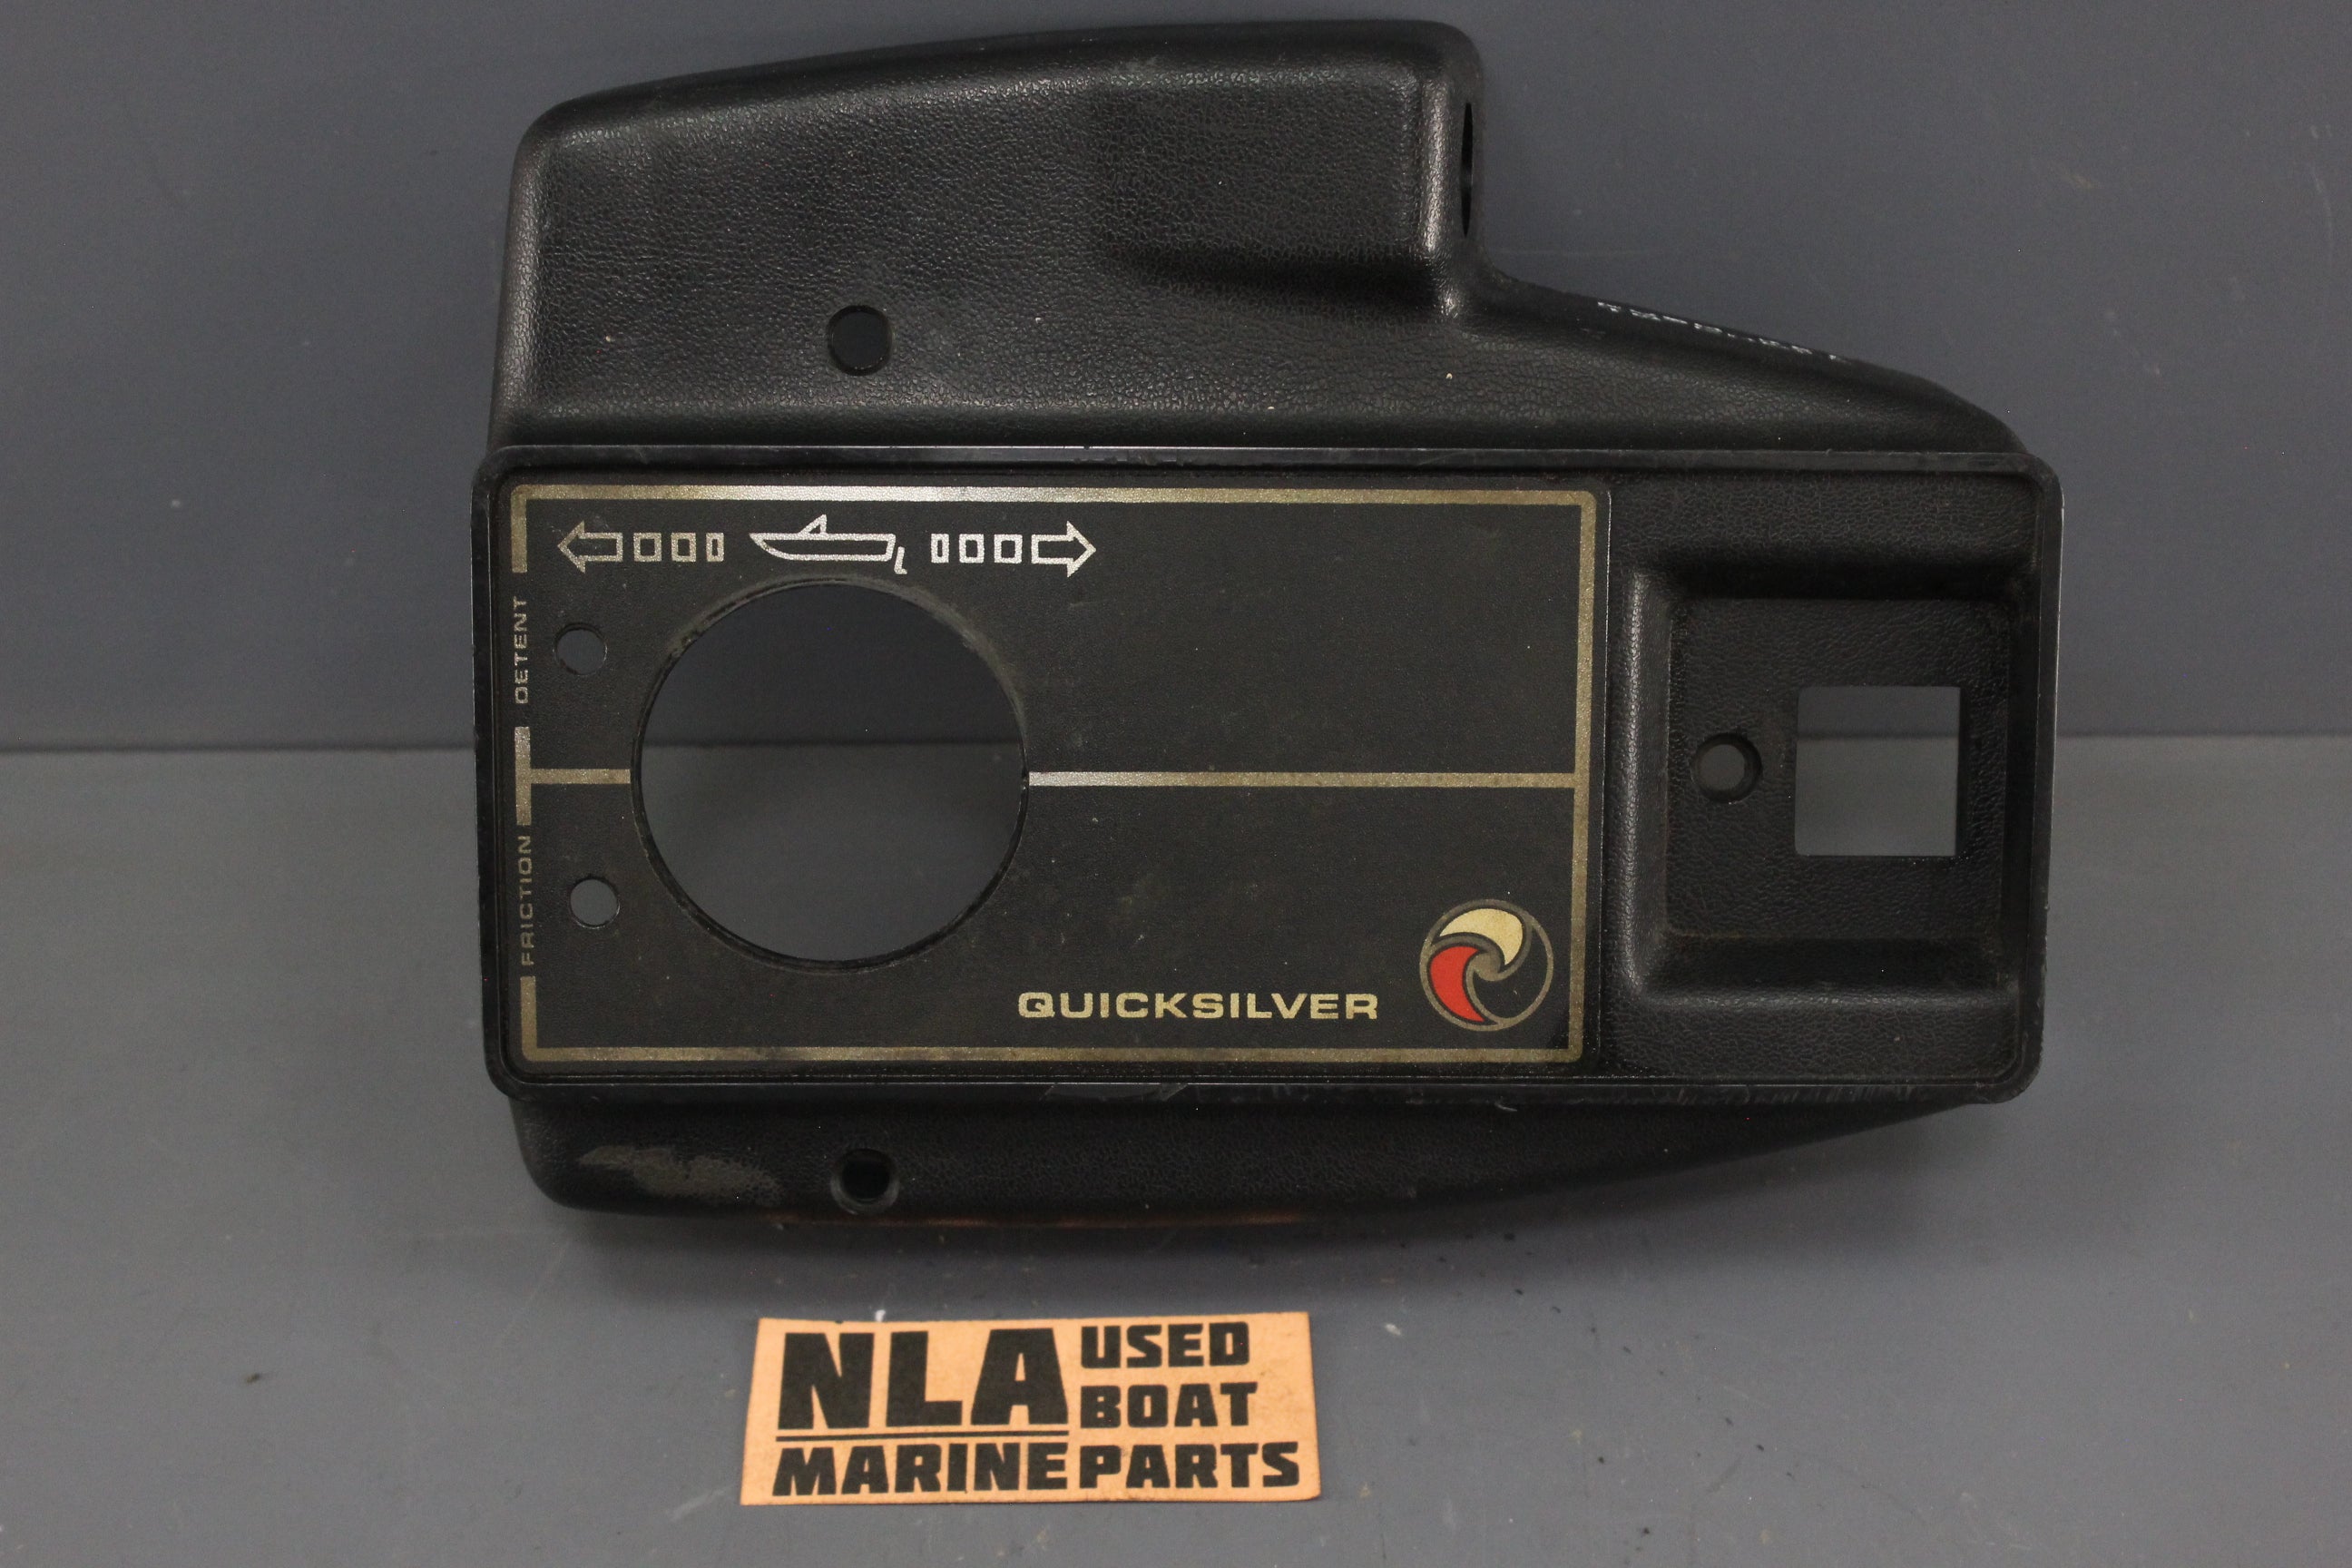 DETENT
FRICTION
QUICKSILVER
NLA USED
BOAT
MARINE PARTS